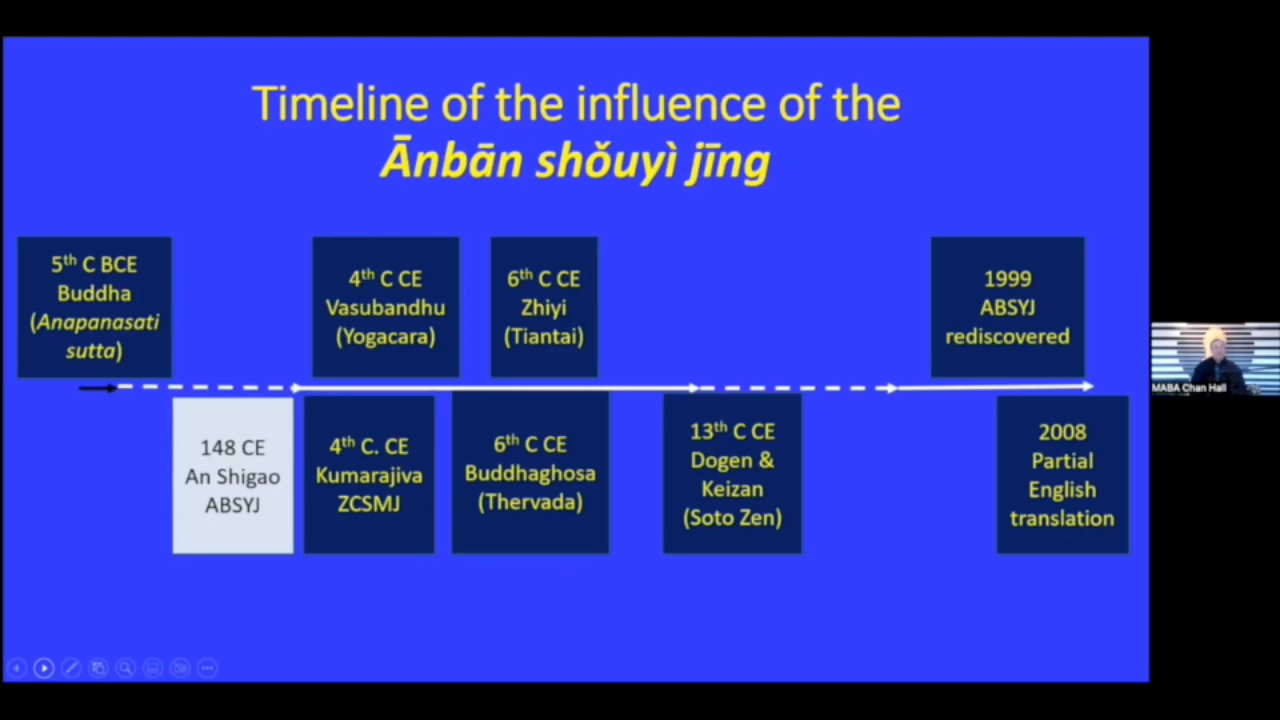 Timeline of the influence of the
Ānbān shǒuyì jīng
5th C BCE
Buddha
(Anapanasati
sutta)
4th C CE
Vasubandhu
(Yogacara)
6th C CE
Zhiyi
(Tiantai)
1999
ABSYJ
rediscovered
148 CE
An Shigao
ABSYJ
4th C. CE
Kumarajiva
ZCSMJ
6th C CE
Buddhaghosa
(Thervada)
13th C CE
Dogen &
Keizan
(Soto Zen)
2008
Partial
English
translation
MABA Chan Hall